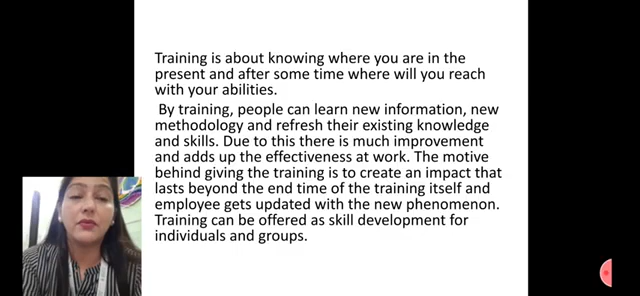 Training is about knowing where you are in the
present and after some time where will you reach
with your abilities.
By training, people can learn new information, new
methodology and refresh their existing knowledge
and skills. Due to this there is much improvement
and adds up the effectiveness at work. The motive
behind giving the training is to create an impact that
lasts beyond the end time of the training itself and
employee gets updated with the new phenomenon.
Training can be offered as skill development for
individuals and groups.